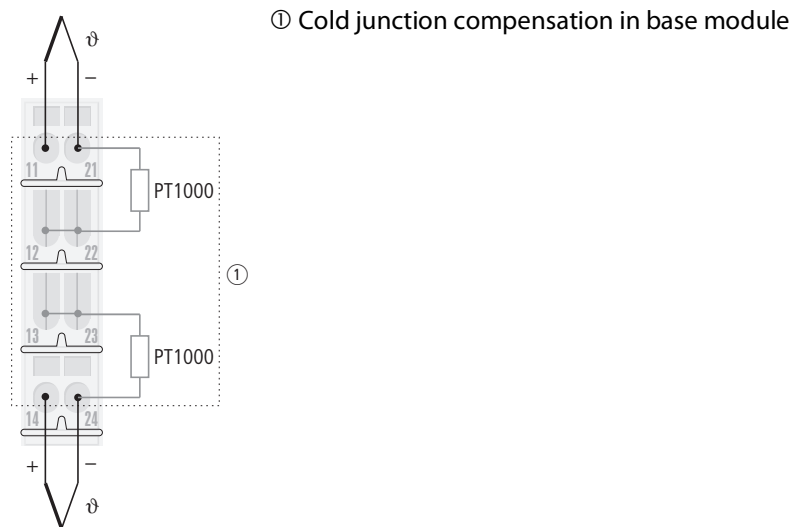 ① Cold junction compensation in base module
ϑ
+ −
11 21
PT1000
12 22
①
13 23
PT1000
14 24
+ −
ϑ